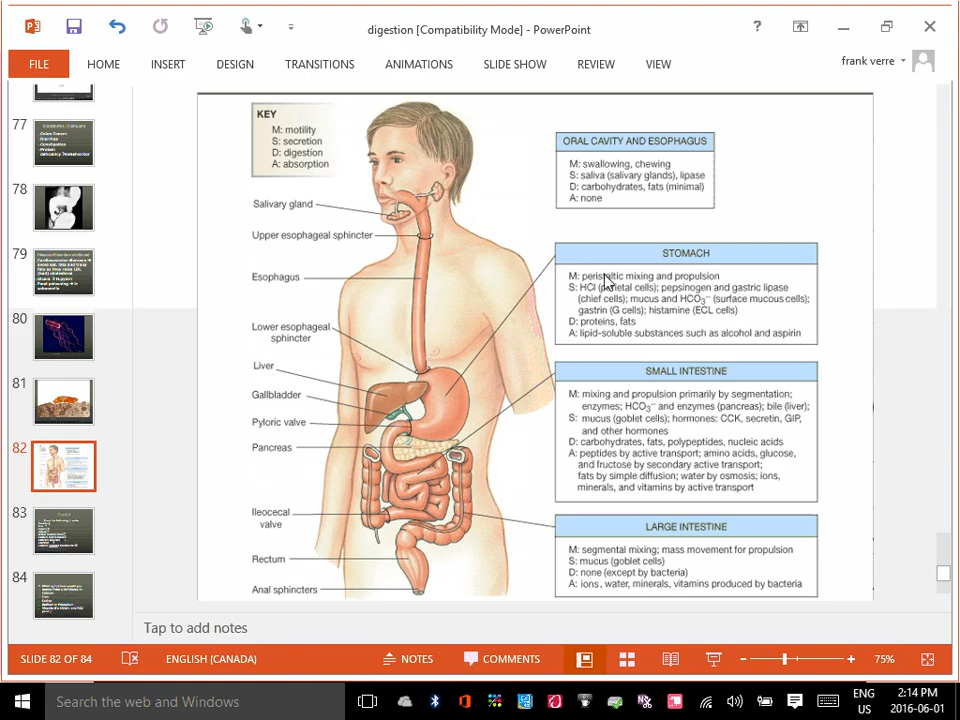 digestion [Compatibility Mode] - PowerPoint
?
FILE
HOME
INSERT
DESIGN
TRANSITIONS
ANIMATIONS
SLIDE SHOW
REVIEW
VIEW
frank verre
77
78
79
80
81
82
83
84
KEY
M: motility
S: secretion
D: digestion
A: absorption
Salivary gland
Upper esophageal sphincter
Esophagus
Lower esophageal
sphincter
Liver
Gallbladder
Pyloric valve
Pancreas
Ileocecal
valve
Rectum
Anal sphincters
ORAL CAVITY AND ESOPHAGUS
M: swallowing, chewing
S: saliva (salivary glands), lipase
D: carbohydrates, fats (minimal)
A: none
STOMACH
M: peristaltic mixing and propulsion
S: HCl (parietal cells); pepsinogen and gastric lipase
(chief cells); mucus and HCO₃⁻ (surface mucous cells);
gastrin (G cells); histamine (ECL cells)
D: proteins, fats
A: lipid-soluble substances such as alcohol and aspirin
SMALL INTESTINE
M: mixing and propulsion primarily by segmentation;
enzymes; HCO₃⁻ and enzymes (pancreas); bile (liver);
S: mucus (goblet cells); hormones: CCK, secretin, GIP,
and other hormones
D: carbohydrates, fats, polypeptides, nucleic acids
A: peptides by active transport; amino acids, glucose,
and fructose by secondary active transport;
fats by simple diffusion; water by osmosis; ions,
minerals, and vitamins by active transport
LARGE INTESTINE
M: segmental mixing; mass movement for propulsion
S: mucus (goblet cells)
D: none (except by bacteria)
A: ions, water, minerals, vitamins produced by bacteria
Tap to add notes
SLIDE 82 OF 84
ENGLISH (CANADA)
NOTES
COMMENTS
75%
Search the web and Windows
ENG
US
2:14 PM
2016-06-01